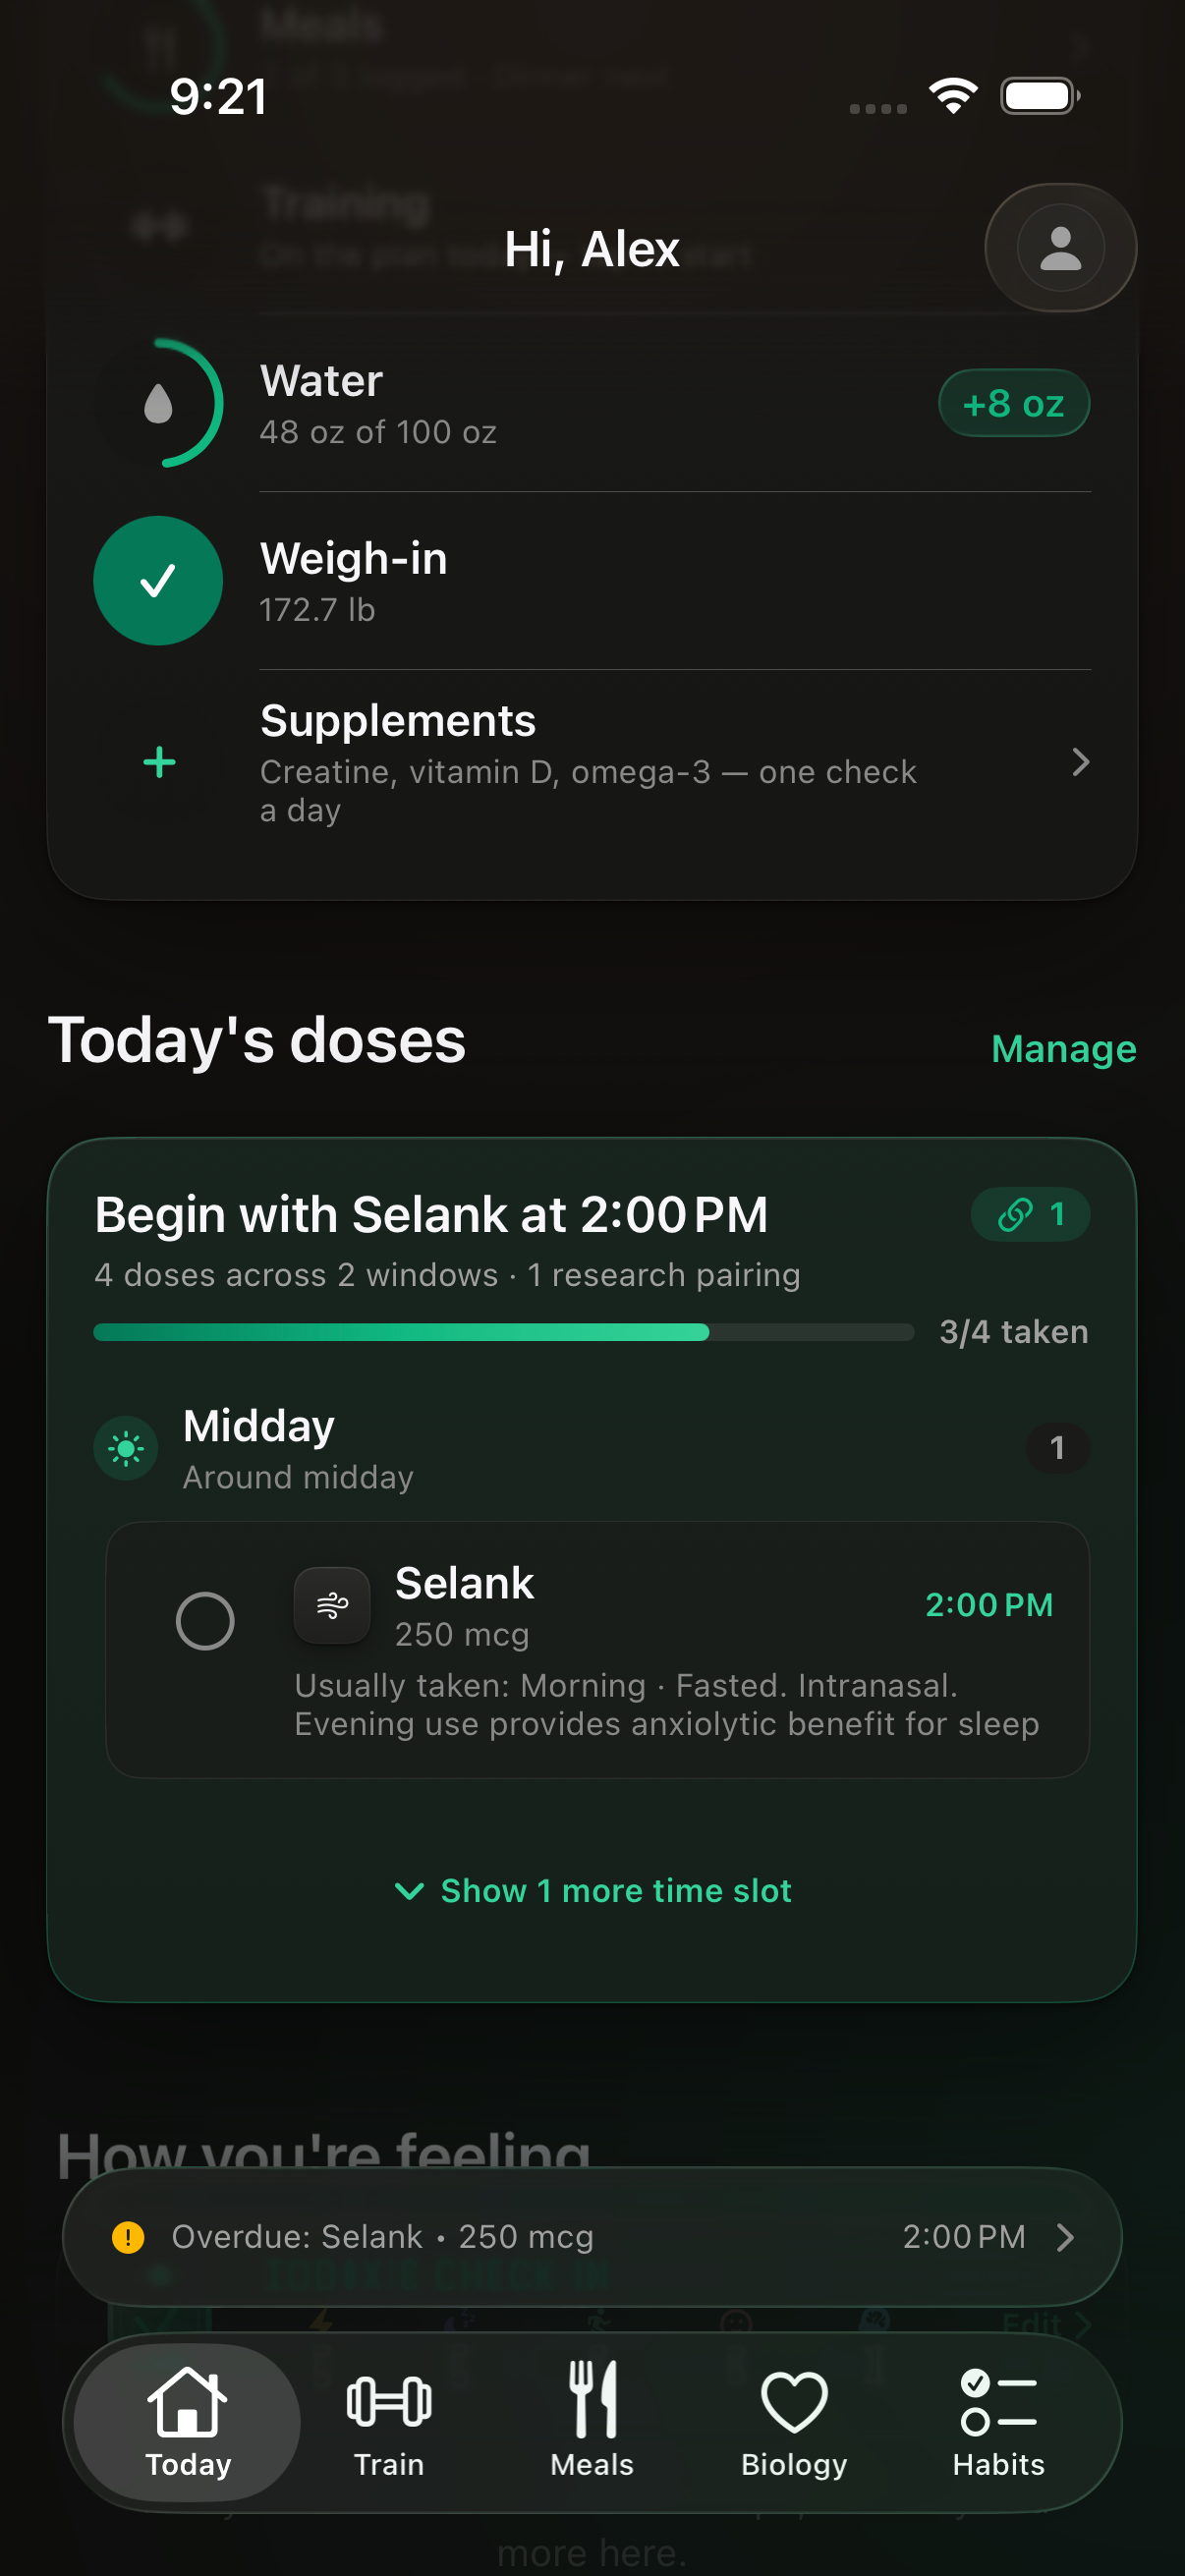 Meals
9:21
Training
Hi, Alex
Water
48 oz of 100 oz
+8 oz
Weigh-in
172.7 lb
Supplements
Creatine, vitamin D, omega-3 — one check
a day
Today's doses
Manage
Begin with Selank at 2:00 PM
1
4 doses across 2 windows · 1 research pairing
3/4 taken
Midday
Around midday
1
Selank
250 mcg
2:00 PM
Usually taken: Morning · Fasted. Intranasal.
Evening use provides anxiolytic benefit for sleep
Show 1 more time slot
How you're feeling
Overdue: Selank • 250 mcg
2:00 PM
Edit
Today
Train
Meals
Biology
Habits
more here.